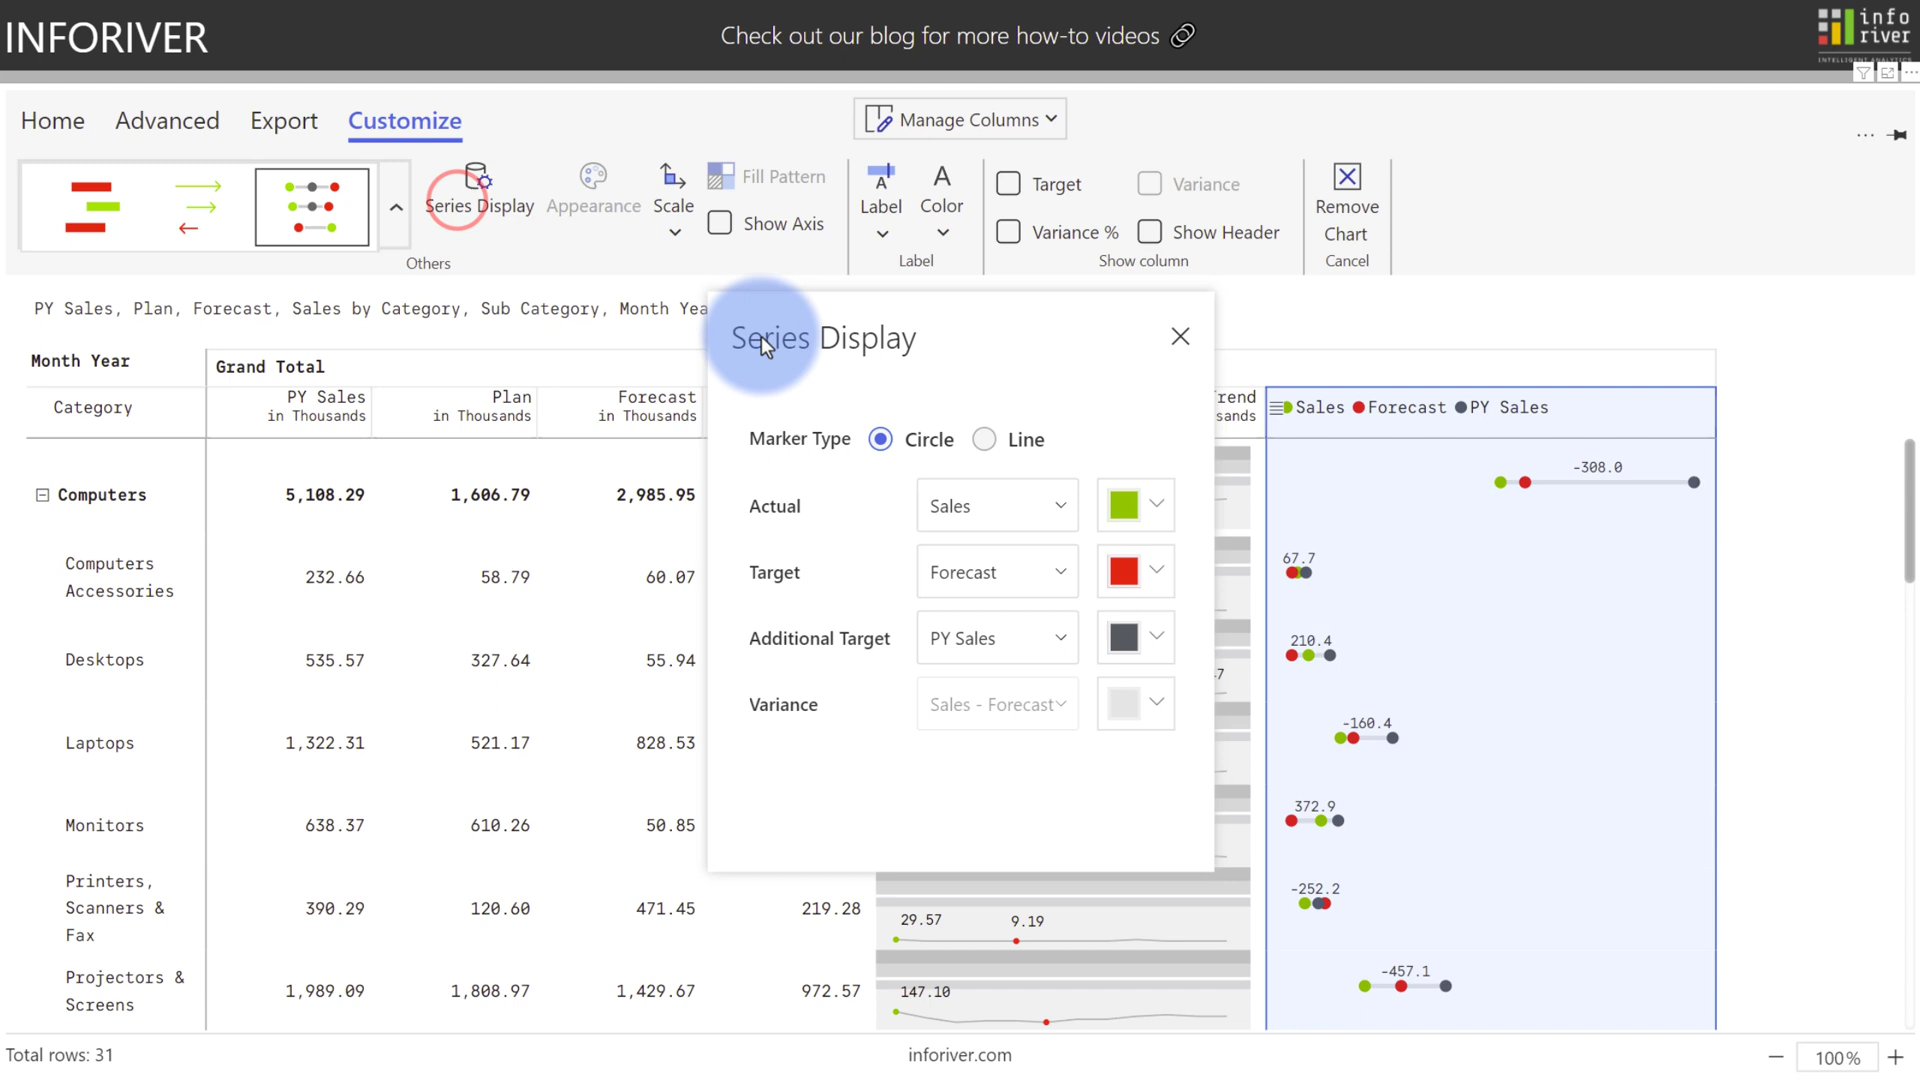 INFORIVER
Check out our blog for more how-to videos
info
river
INTELLIGENT ANALYTICS
Home Advanced Export Customize
Manage Columns
Series Display
Appearance
Scale
Fill Pattern
Show Axis
Others
Label
Color
Label
Target
Variance
Variance %
Show Header
Show column
Remove
Chart
Cancel
PY Sales, Plan, Forecast, Sales by Category, Sub Category, Month Yea
Month Year
Grand Total
Category
PY Sales
in Thousands
Plan
in Thousands
Forecast
in Thousands
rend
sands
Sales Forecast PY Sales
Series Display
Marker Type Circle Line
Actual Sales
Target Forecast
Additional Target PY Sales
Variance Sales - Forecast
Computers 5,108.29 1,606.79 2,985.95 -308.0
Computers
Accessories 232.66 58.79 60.07 67.7
Desktops 535.57 327.64 55.94 7 210.4
Laptops 1,322.31 521.17 828.53 -160.4
Monitors 638.37 610.26 50.85 372.9
Printers,
Scanners &
Fax 390.29 120.60 471.45 219.28 29.57 9.19 -252.2
Projectors &
Screens 1,989.09 1,808.97 1,429.67 972.57 147.10 -457.1
Total rows: 31
inforiver.com
100%